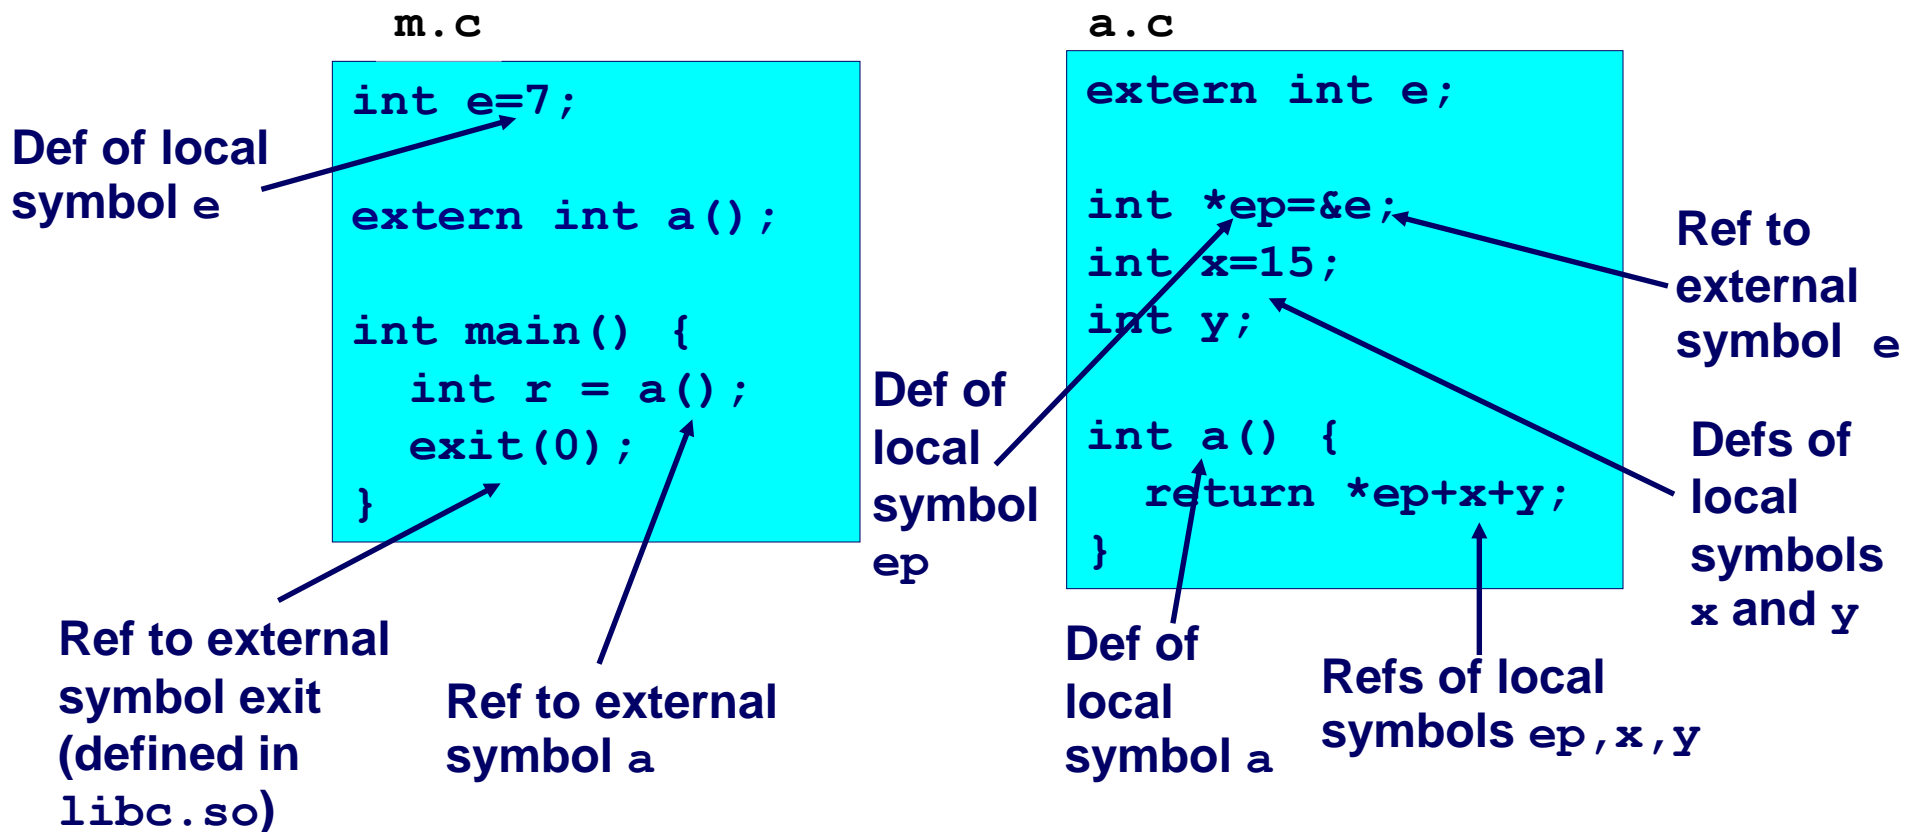 m.c
int e=7;
extern int a();
int main() {
int r = a();
exit(0);
}
Def of local
symbol e
Ref to external
symbol exit
(defined in
libc.so)
Ref to external
symbol a
a.c
extern int e;
int *ep=&e;
int x=15;
int y;
int a() {
return *ep+x+y;
}
Def of
local
symbol
ep
Ref to
external
symbol e
Defs of
local
symbols
x and y
Def of
local
symbol a
Refs of local
symbols ep,x,y